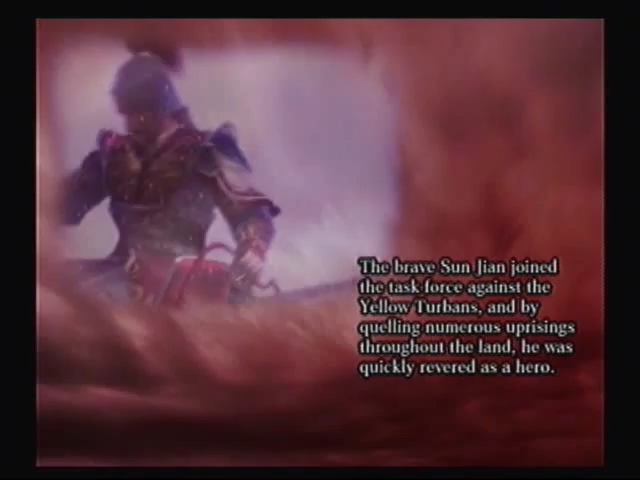 The brave Sun Jian joined
the task force against the
Yellow Turbans, and by
quelling numerous uprisings
throughout the land, he was
quickly revered as a hero.